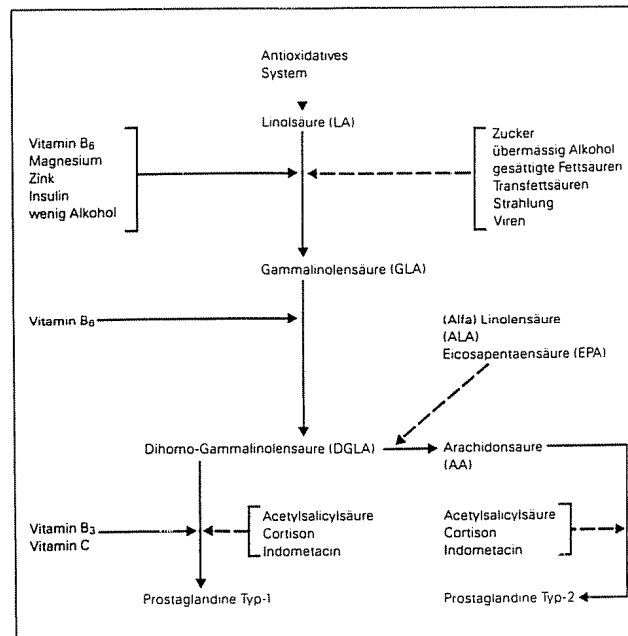 Antioxidatives
System
Linolsäure (LA)
Vitamin B6
Magnesium
Zink
Insulin
wenig Alkohol
Zucker
übermässig Alkohol
gesättigte Fettsäuren
Transfettsäuren
Strahlung
Viren
Gammalinolensäure (GLA)
Vitamin B6
(Alfa) Linolensäure
(ALA)
Eicosapentaensäure (EPA)
Dihomo-Gammalinolensaure (DGLA)
Arachidonsaure
(AA)
Vitamin B3
Vitamin C
Acetylsalicylsäure
Cortison
Indometacin
Acetylsalicylsäure
Cortison
Indometacin
Prostaglandine Typ-1
Prostaglandine Typ-2